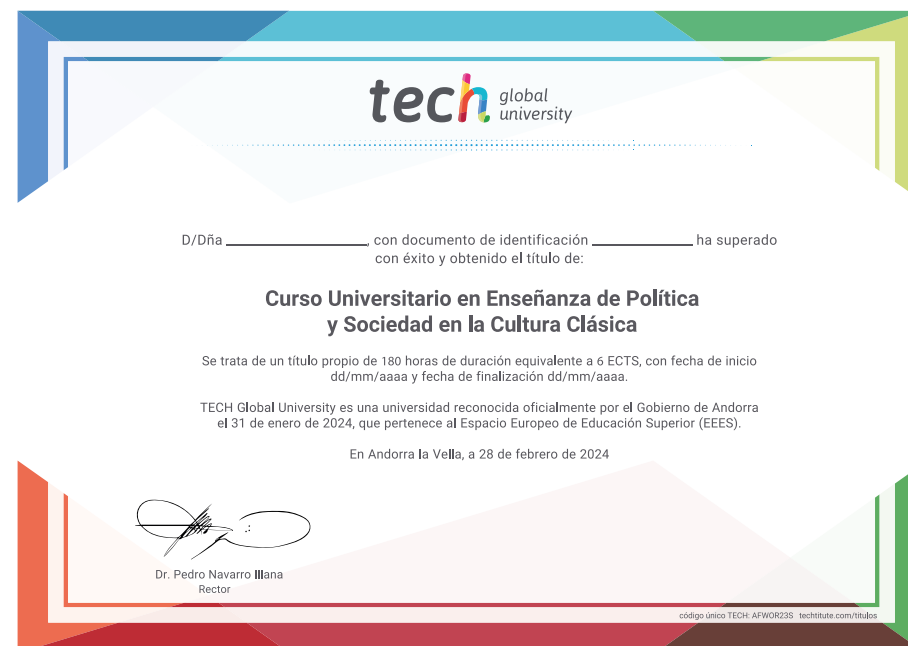 tech global university
D/Dña ____________________, con documento de identificación ______________ ha superado
con éxito y obtenido el título de:
Curso Universitario en Enseñanza de Política
y Sociedad en la Cultura Clásica
Se trata de un título propio de 180 horas de duración equivalente a 6 ECTS, con fecha de inicio
dd/mm/aaaa y fecha de finalización dd/mm/aaaa.
TECH Global University es una universidad reconocida oficialmente por el Gobierno de Andorra
el 31 de enero de 2024, que pertenece al Espacio Europeo de Educación Superior (EEES).
En Andorra la Vella, a 28 de febrero de 2024
Dr. Pedro Navarro Illana
Rector
código único TECH: AFWOR23S techtitute.com/titulos